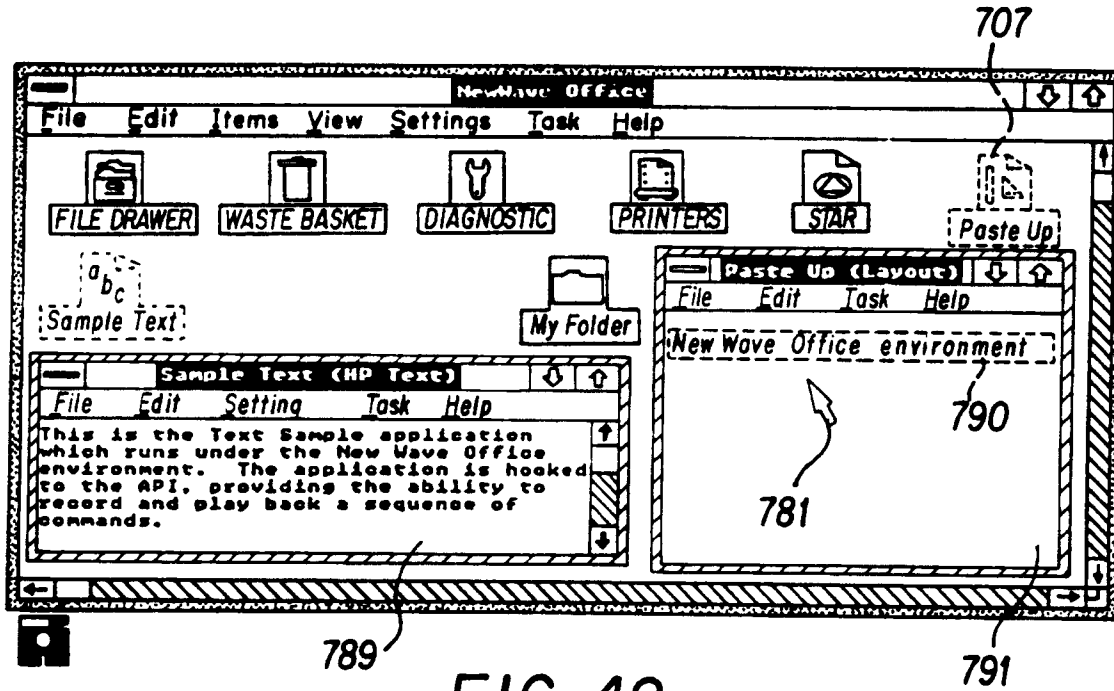 707
NewWave Office
File Edit Items View Settings Task Help
FILE DRAWER WASTE BASKET DIAGNOSTIC PRINTERS STAR Paste Up
abc
Sample Text
My Folder
Paste Up (Layout)
File Edit Task Help
New Wave Office environment
790
781
Sample Text (HP Text)
File Edit Setting Task Help
This is the Text Sample application
which runs under the New Wave Office
environment. The application is hooked
to the API, providing the ability to
record and play back a sequence of
commands.
789
791